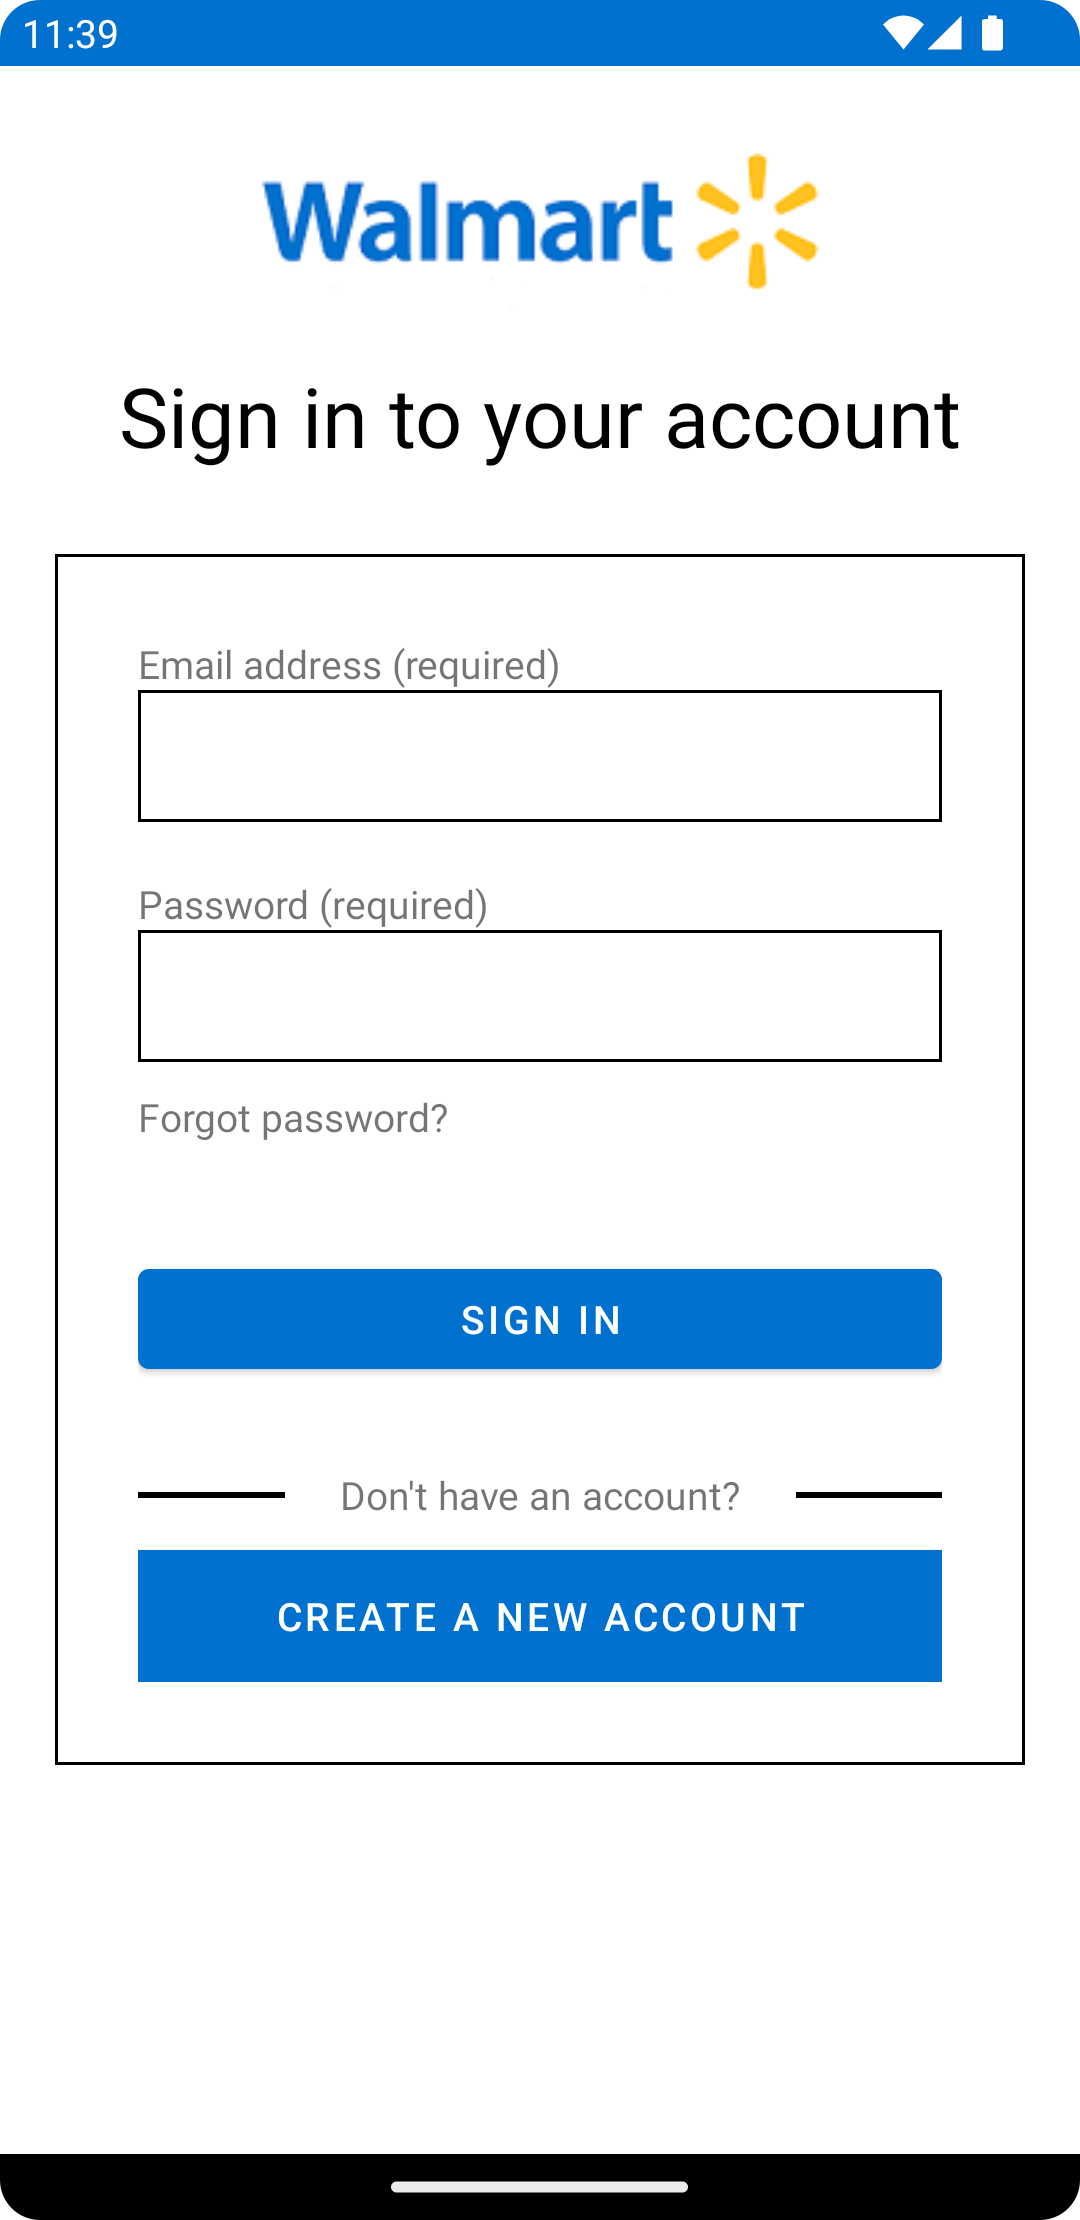 11:39
Walmart
Sign in to your account
Email address (required)
Password (required)
Forgot password?
SIGN IN
Don't have an account?
CREATE A NEW ACCOUNT